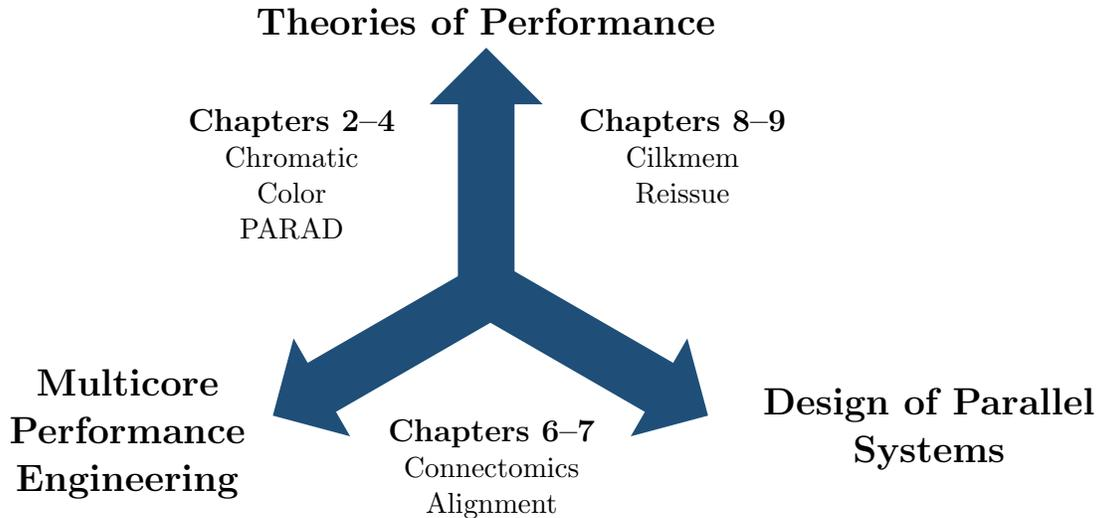 Theories of Performance
Chapters 2–4
Chromatic
Color
PARAD
Chapters 8–9
Cilkmem
Reissue
Multicore
Performance
Engineering
Chapters 6–7
Connectomics
Alignment
Design of Parallel
Systems